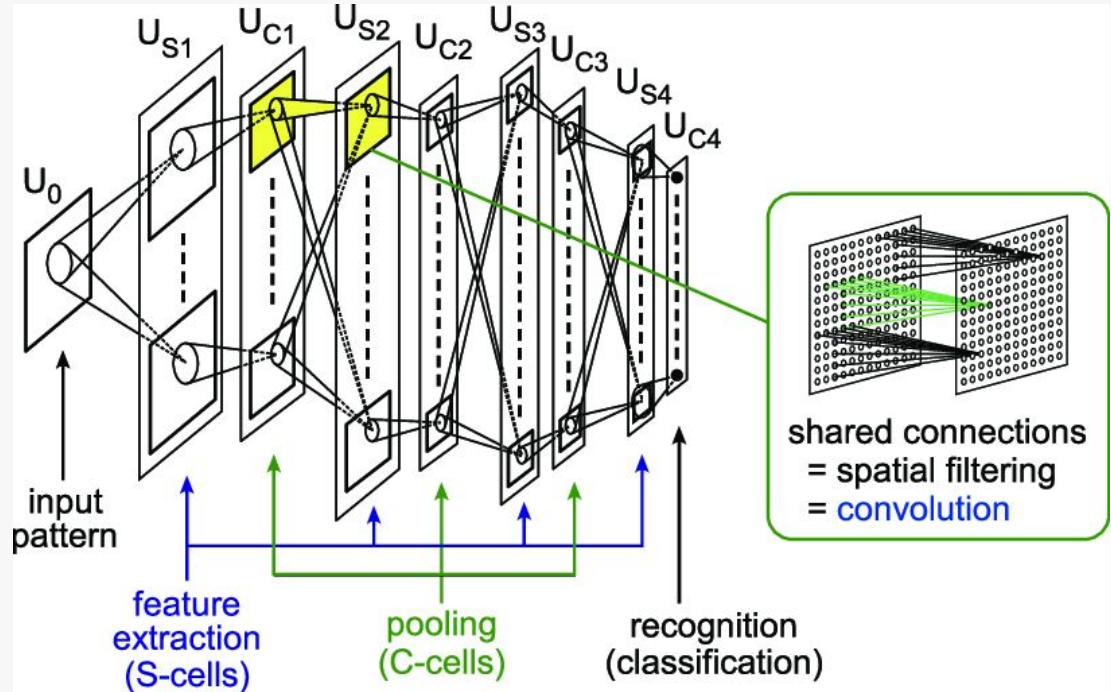 U0
US1
UC1
US2
UC2
US3
UC3
US4
UC4
input
pattern
feature
extraction
(S-cells)
pooling
(C-cells)
recognition
(classification)
shared connections
= spatial filtering
= convolution